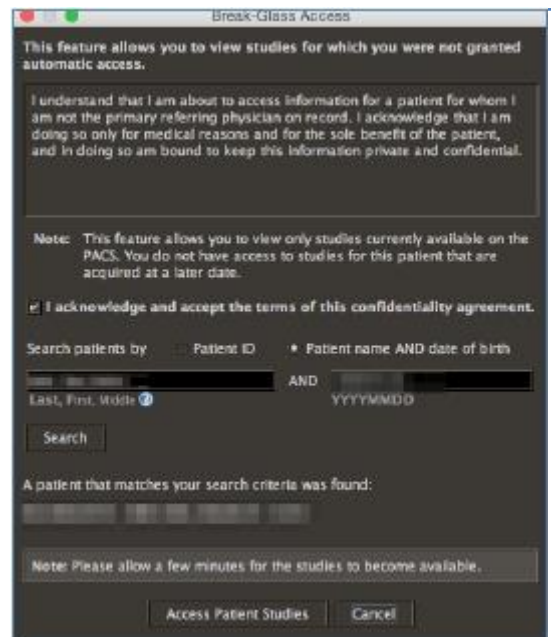 Break-Glass Access
This feature allows you to view studies for which you were not granted
automatic access.
I understand that I am about to access information for a patient for whom I
am not the primary referring physician on record. I acknowledge that I am
doing so only for medical reasons and for the sole benefit of the patient,
and in doing so am bound to keep this information private and confidential.
Note: This feature allows you to view only studies currently available on the
PACS. You do not have access to studies for this patient that are
acquired at a later date.
I acknowledge and accept the terms of this confidentiality agreement.
Search patients by Patient ID Patient name AND date of birth
AND
Last, First, Middle ? YYYYMMDD
Search
A patient that matches your search criteria was found:
Note: Please allow a few minutes for the studies to become available.
Access Patient Studies Cancel